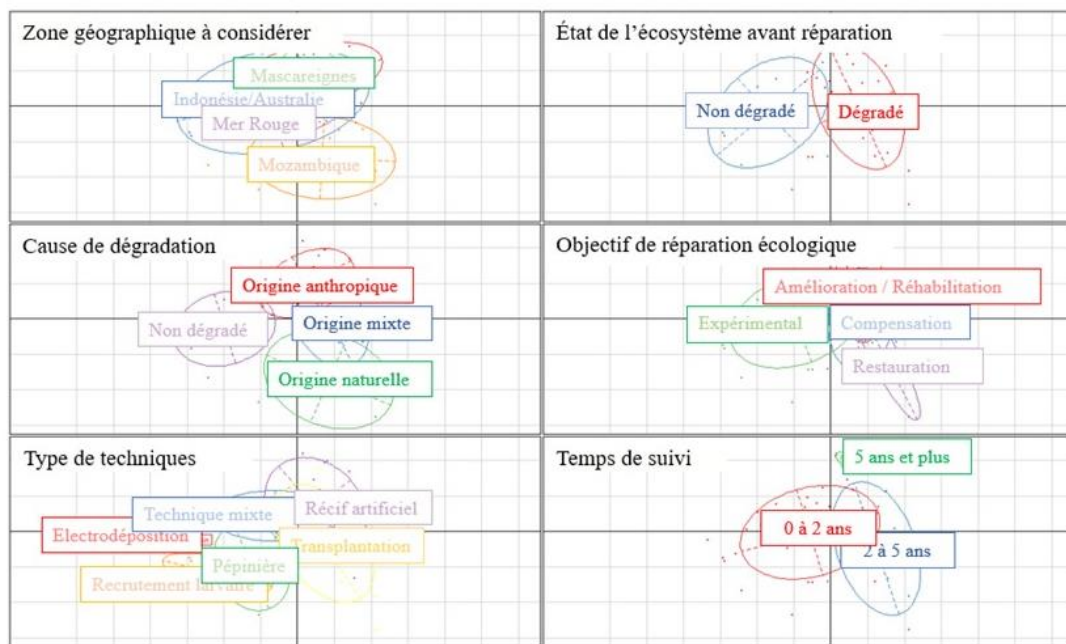 Zone géographique à considérer
Mascareignes
Indonésie/Australie
Mer Rouge
Mozambique
État de l’écosystème avant réparation
Non dégradé
Dégradé
Cause de dégradation
Origine anthropique
Non dégradé
Origine mixte
Origine naturelle
Objectif de réparation écologique
Amélioration / Réhabilitation
Expérimental
Compensation
Restauration
Type de techniques
Technique mixte
Récif artificiel
Electrodéposition
Transplantation
Pépinière
Recrutement larvaire
Temps de suivi
5 ans et plus
0 à 2 ans
2 à 5 ans